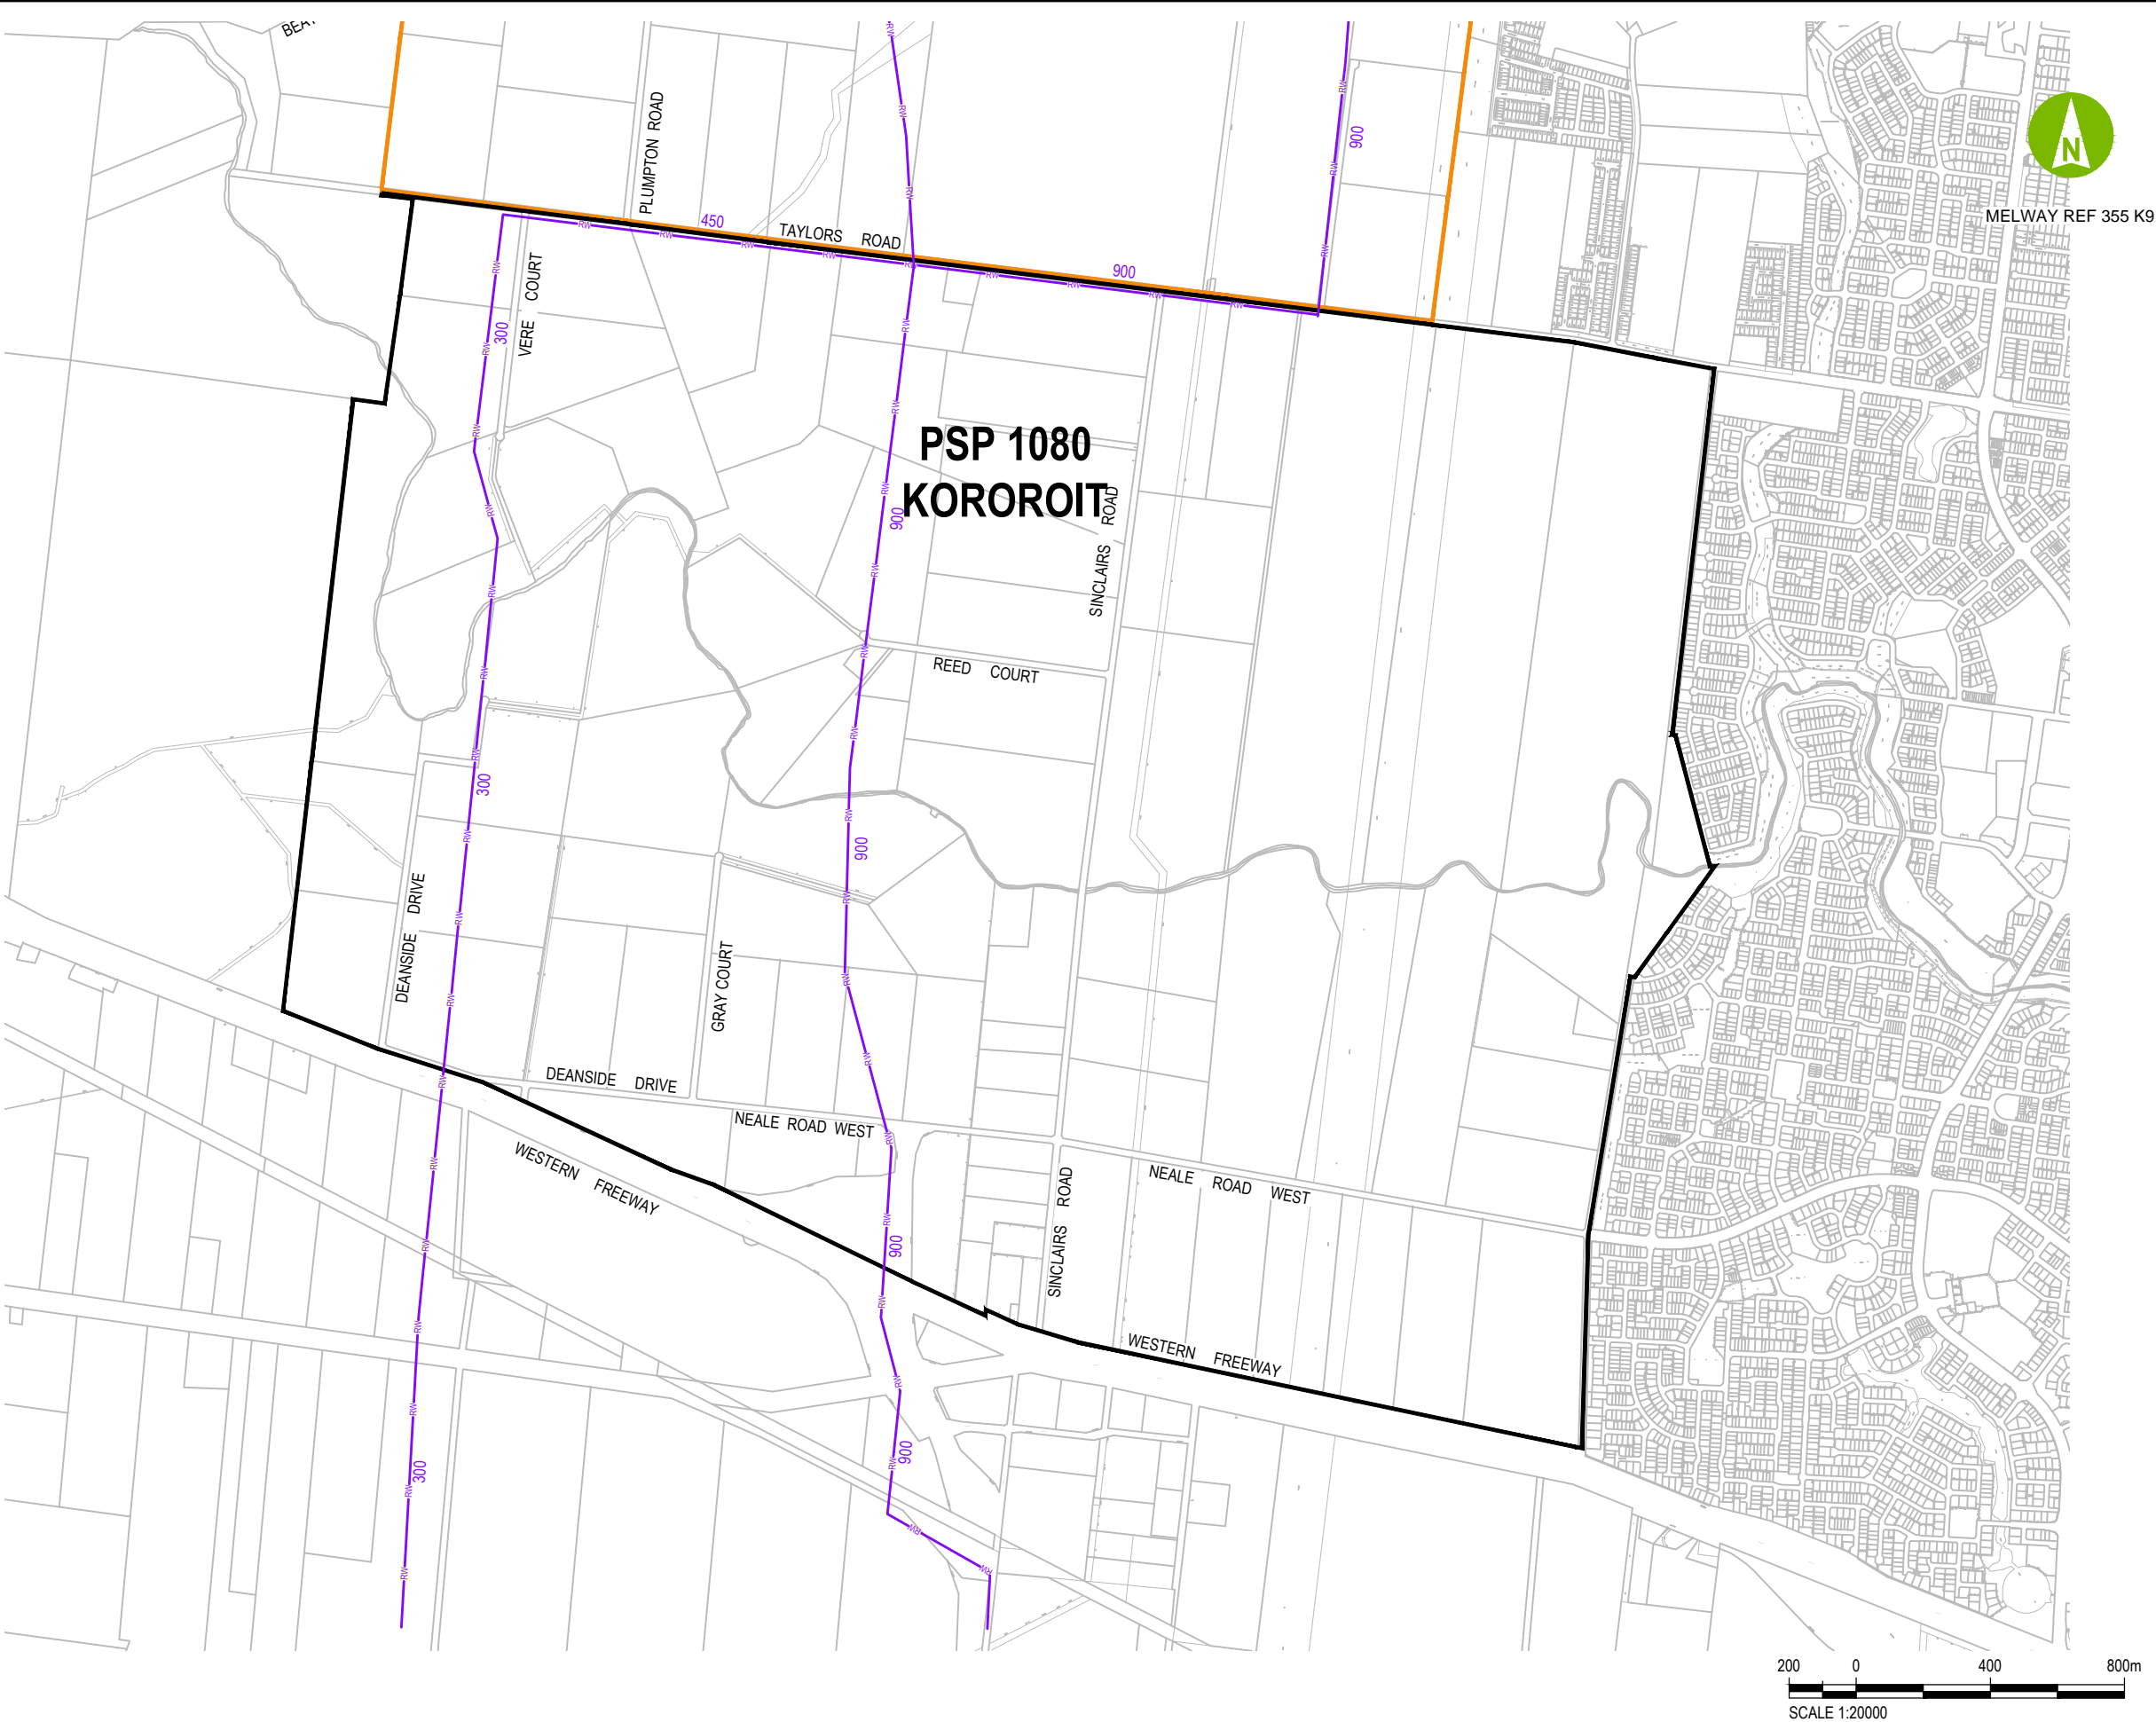 PLUMPTON ROAD
900
N
MELWAY REF 355 K9
450
TAYLORS ROAD
900
VERE COURT
300
PSP 1080
KOROROIT
900
SINCLAIRS ROAD
REED COURT
300
900
DEANSIDE DRIVE
GRAY COURT
DEANSIDE DRIVE
NEALE ROAD WEST
WESTERN FREEWAY
NEALE ROAD WEST
SINCLAIRS ROAD
900
WESTERN FREEWAY
900
300
RW
200 0 400 800m
SCALE 1:20000